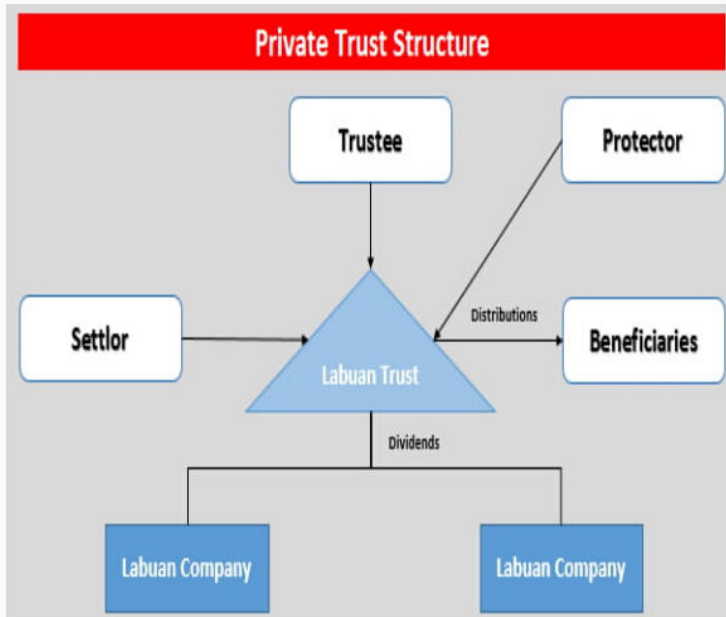 Private Trust Structure
Trustee
Protector
Settlor
Labuan Trust
Distributions
Beneficiaries
Dividends
Labuan Company
Labuan Company